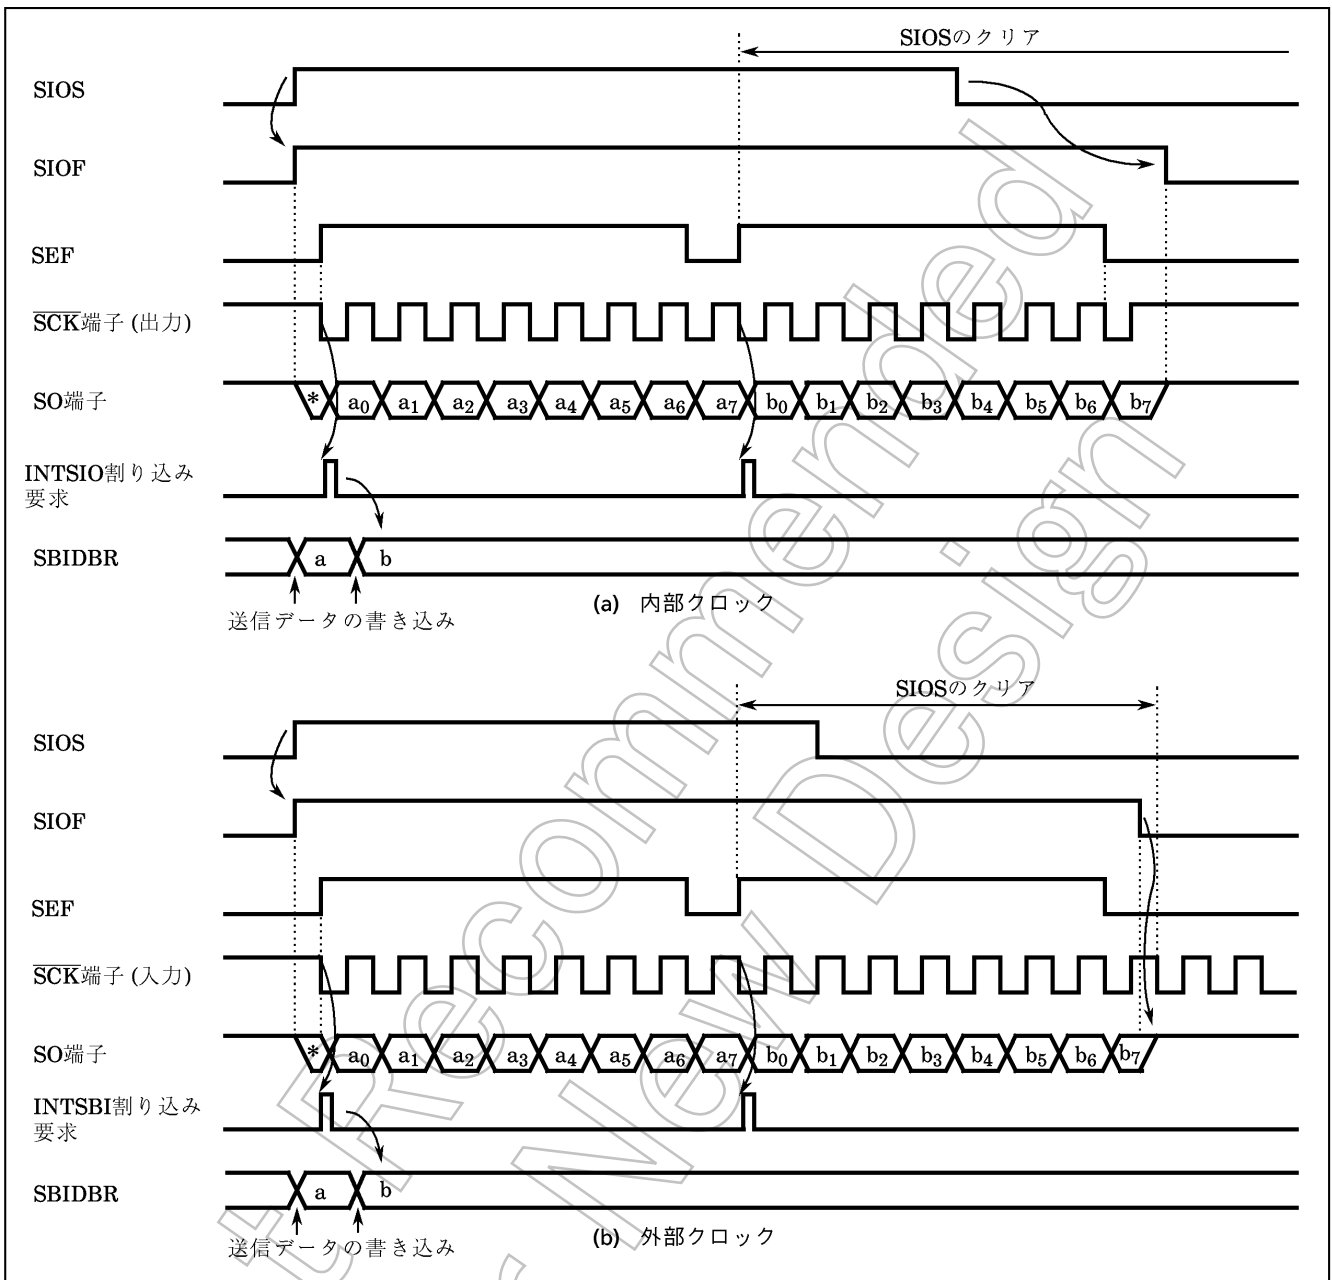 SIOSのクリア
SIOS
SIOF
SEF
SCK端子 (出力)
SO端子
* a0 a1 a2 a3 a4 a5 a6 a7 b0 b1 b2 b3 b4 b5 b6 b7
INTSIO割り込み
要求
SBIDBR
a b
送信データの書き込み
(a) 内部クロック
SIOSのクリア
SIOS
SIOF
SEF
SCK端子 (入力)
SO端子
* a0 a1 a2 a3 a4 a5 a6 a7 b0 b1 b2 b3 b4 b5 b6 b7
INTSBI割り込み
要求
SBIDBR
a b
送信データの書き込み
(b) 外部クロック
t Recommended
New Design